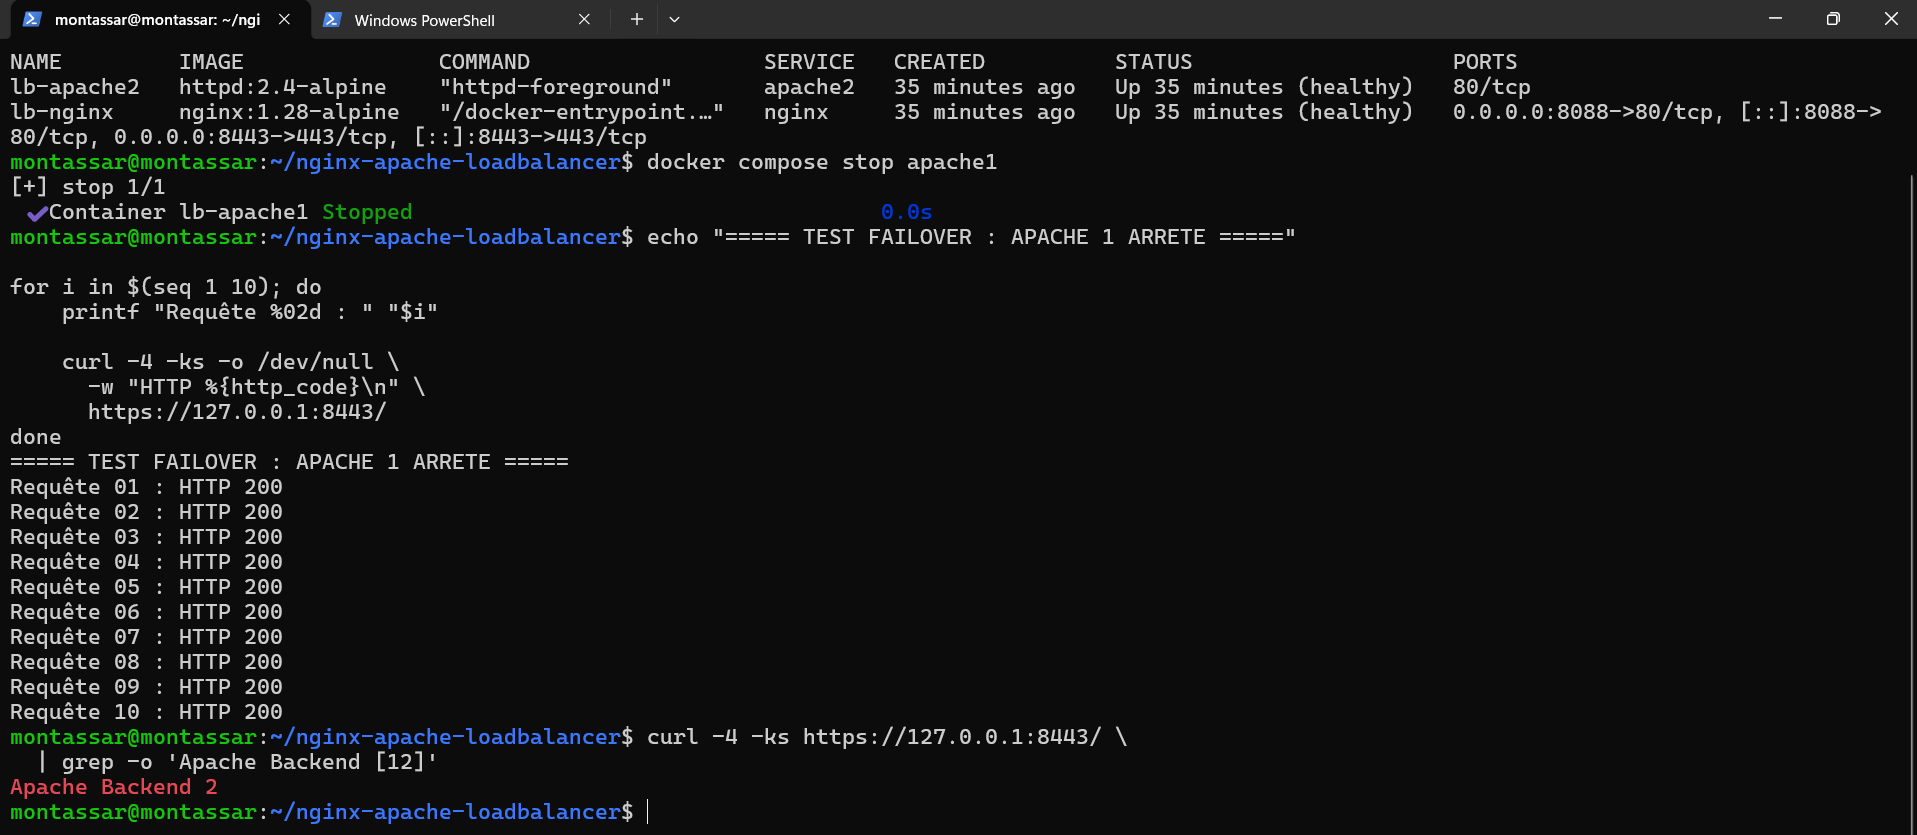 montassar@montassar: ~/ngi
Windows PowerShell
NAME IMAGE COMMAND SERVICE CREATED STATUS PORTS
lb-apache2 httpd:2.4-alpine "httpd-foreground" apache2 35 minutes ago Up 35 minutes (healthy) 80/tcp
lb-nginx nginx:1.28-alpine "/docker-entrypoint.…" nginx 35 minutes ago Up 35 minutes (healthy) 0.0.0.0:8088->80/tcp, [::]:8088->
80/tcp, 0.0.0.0:8443->443/tcp, [::]:8443->443/tcp
montassar@montassar:~/nginx-apache-loadbalancer$ docker compose stop apache1
[+] stop 1/1
✔Container lb-apache1 Stopped 0.0s
montassar@montassar:~/nginx-apache-loadbalancer$ echo "===== TEST FAILOVER : APACHE 1 ARRETE ====="
for i in $(seq 1 10); do
    printf "Requête %02d : " "$i"
    curl -4 -ks -o /dev/null \
      -w "HTTP %{http_code}\n" \
      https://127.0.0.1:8443/
done
===== TEST FAILOVER : APACHE 1 ARRETE =====
Requête 01 : HTTP 200
Requête 02 : HTTP 200
Requête 03 : HTTP 200
Requête 04 : HTTP 200
Requête 05 : HTTP 200
Requête 06 : HTTP 200
Requête 07 : HTTP 200
Requête 08 : HTTP 200
Requête 09 : HTTP 200
Requête 10 : HTTP 200
montassar@montassar:~/nginx-apache-loadbalancer$ curl -4 -ks https://127.0.0.1:8443/ \
  | grep -o 'Apache Backend [12]'
Apache Backend 2
montassar@montassar:~/nginx-apache-loadbalancer$